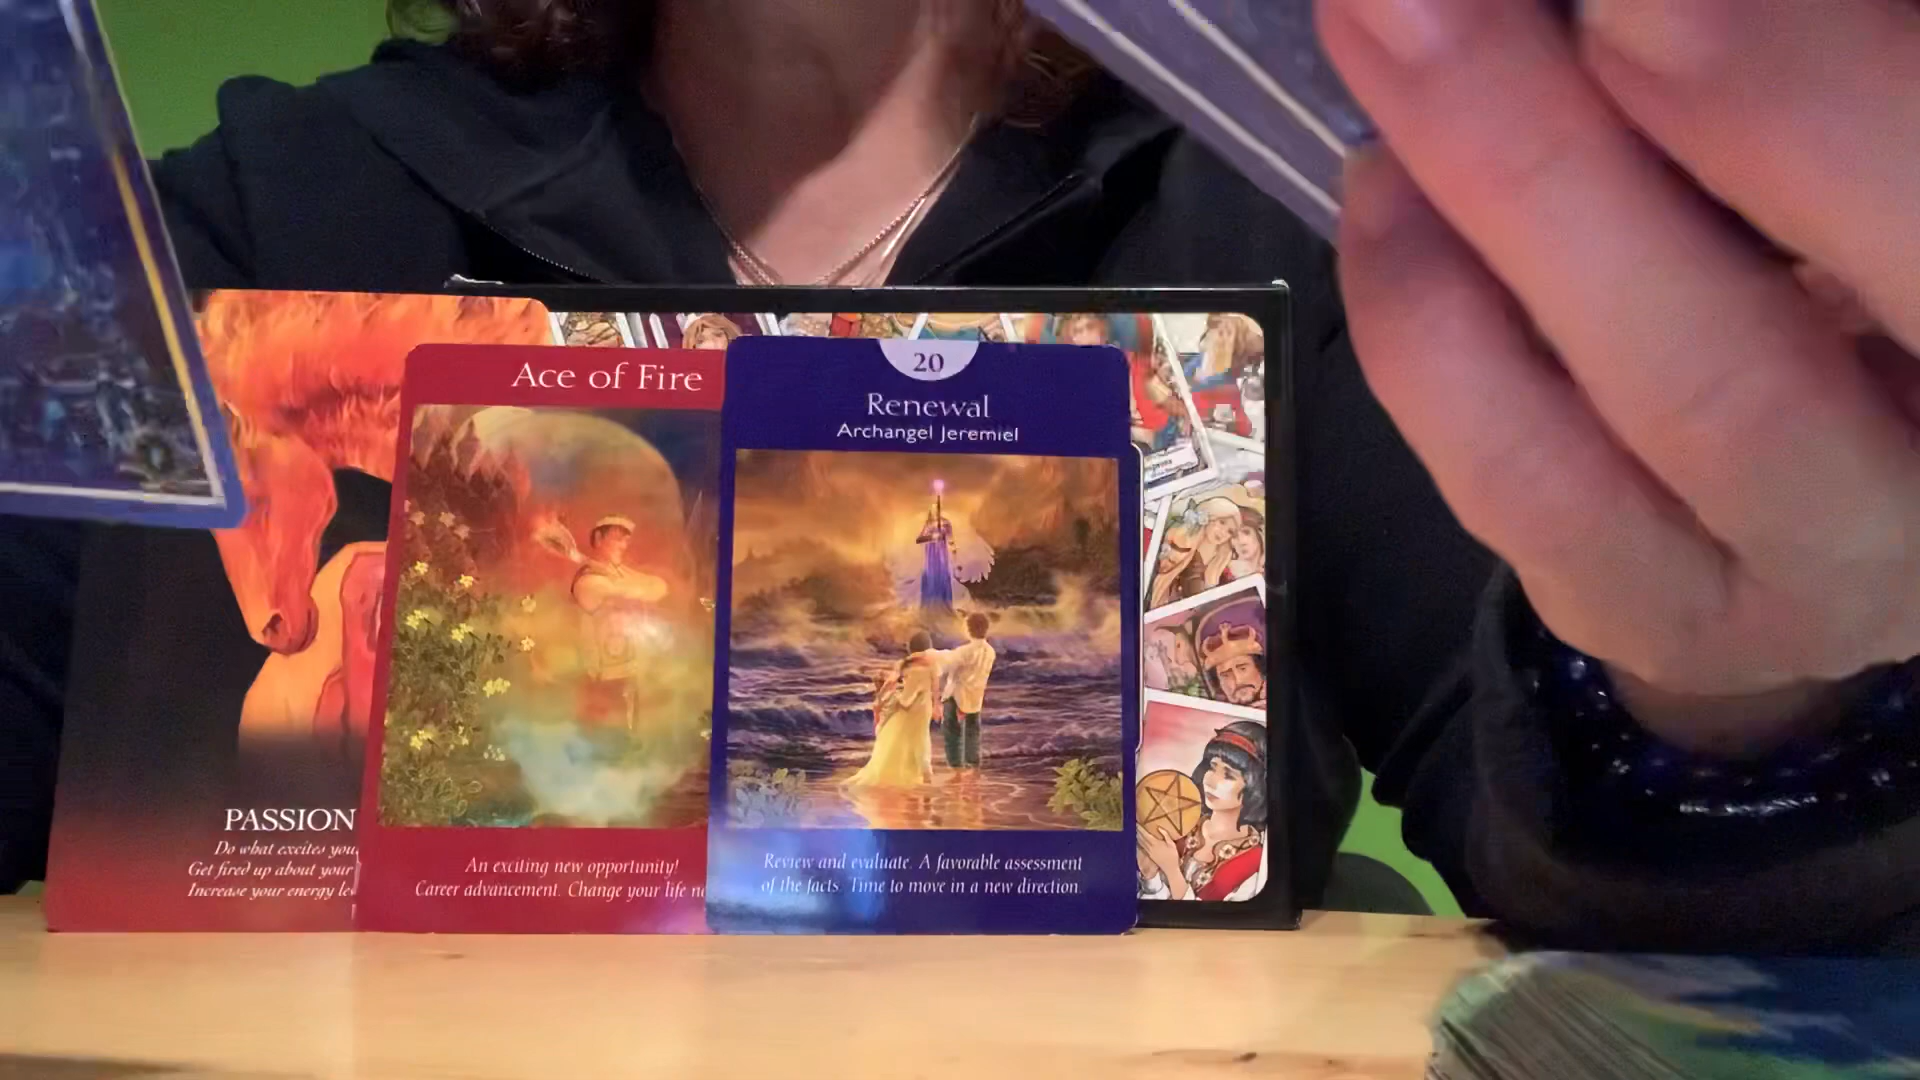 PASSION
Do what excites you
Get fired up about your
Increase your energy le
Ace of Fire
An exciting new opportunity!
Career advancement. Change your life n
20
Renewal
Archangel Jeremiel
Review and evaluate. A favorable assessment
of the facts. Time to move in a new direction.